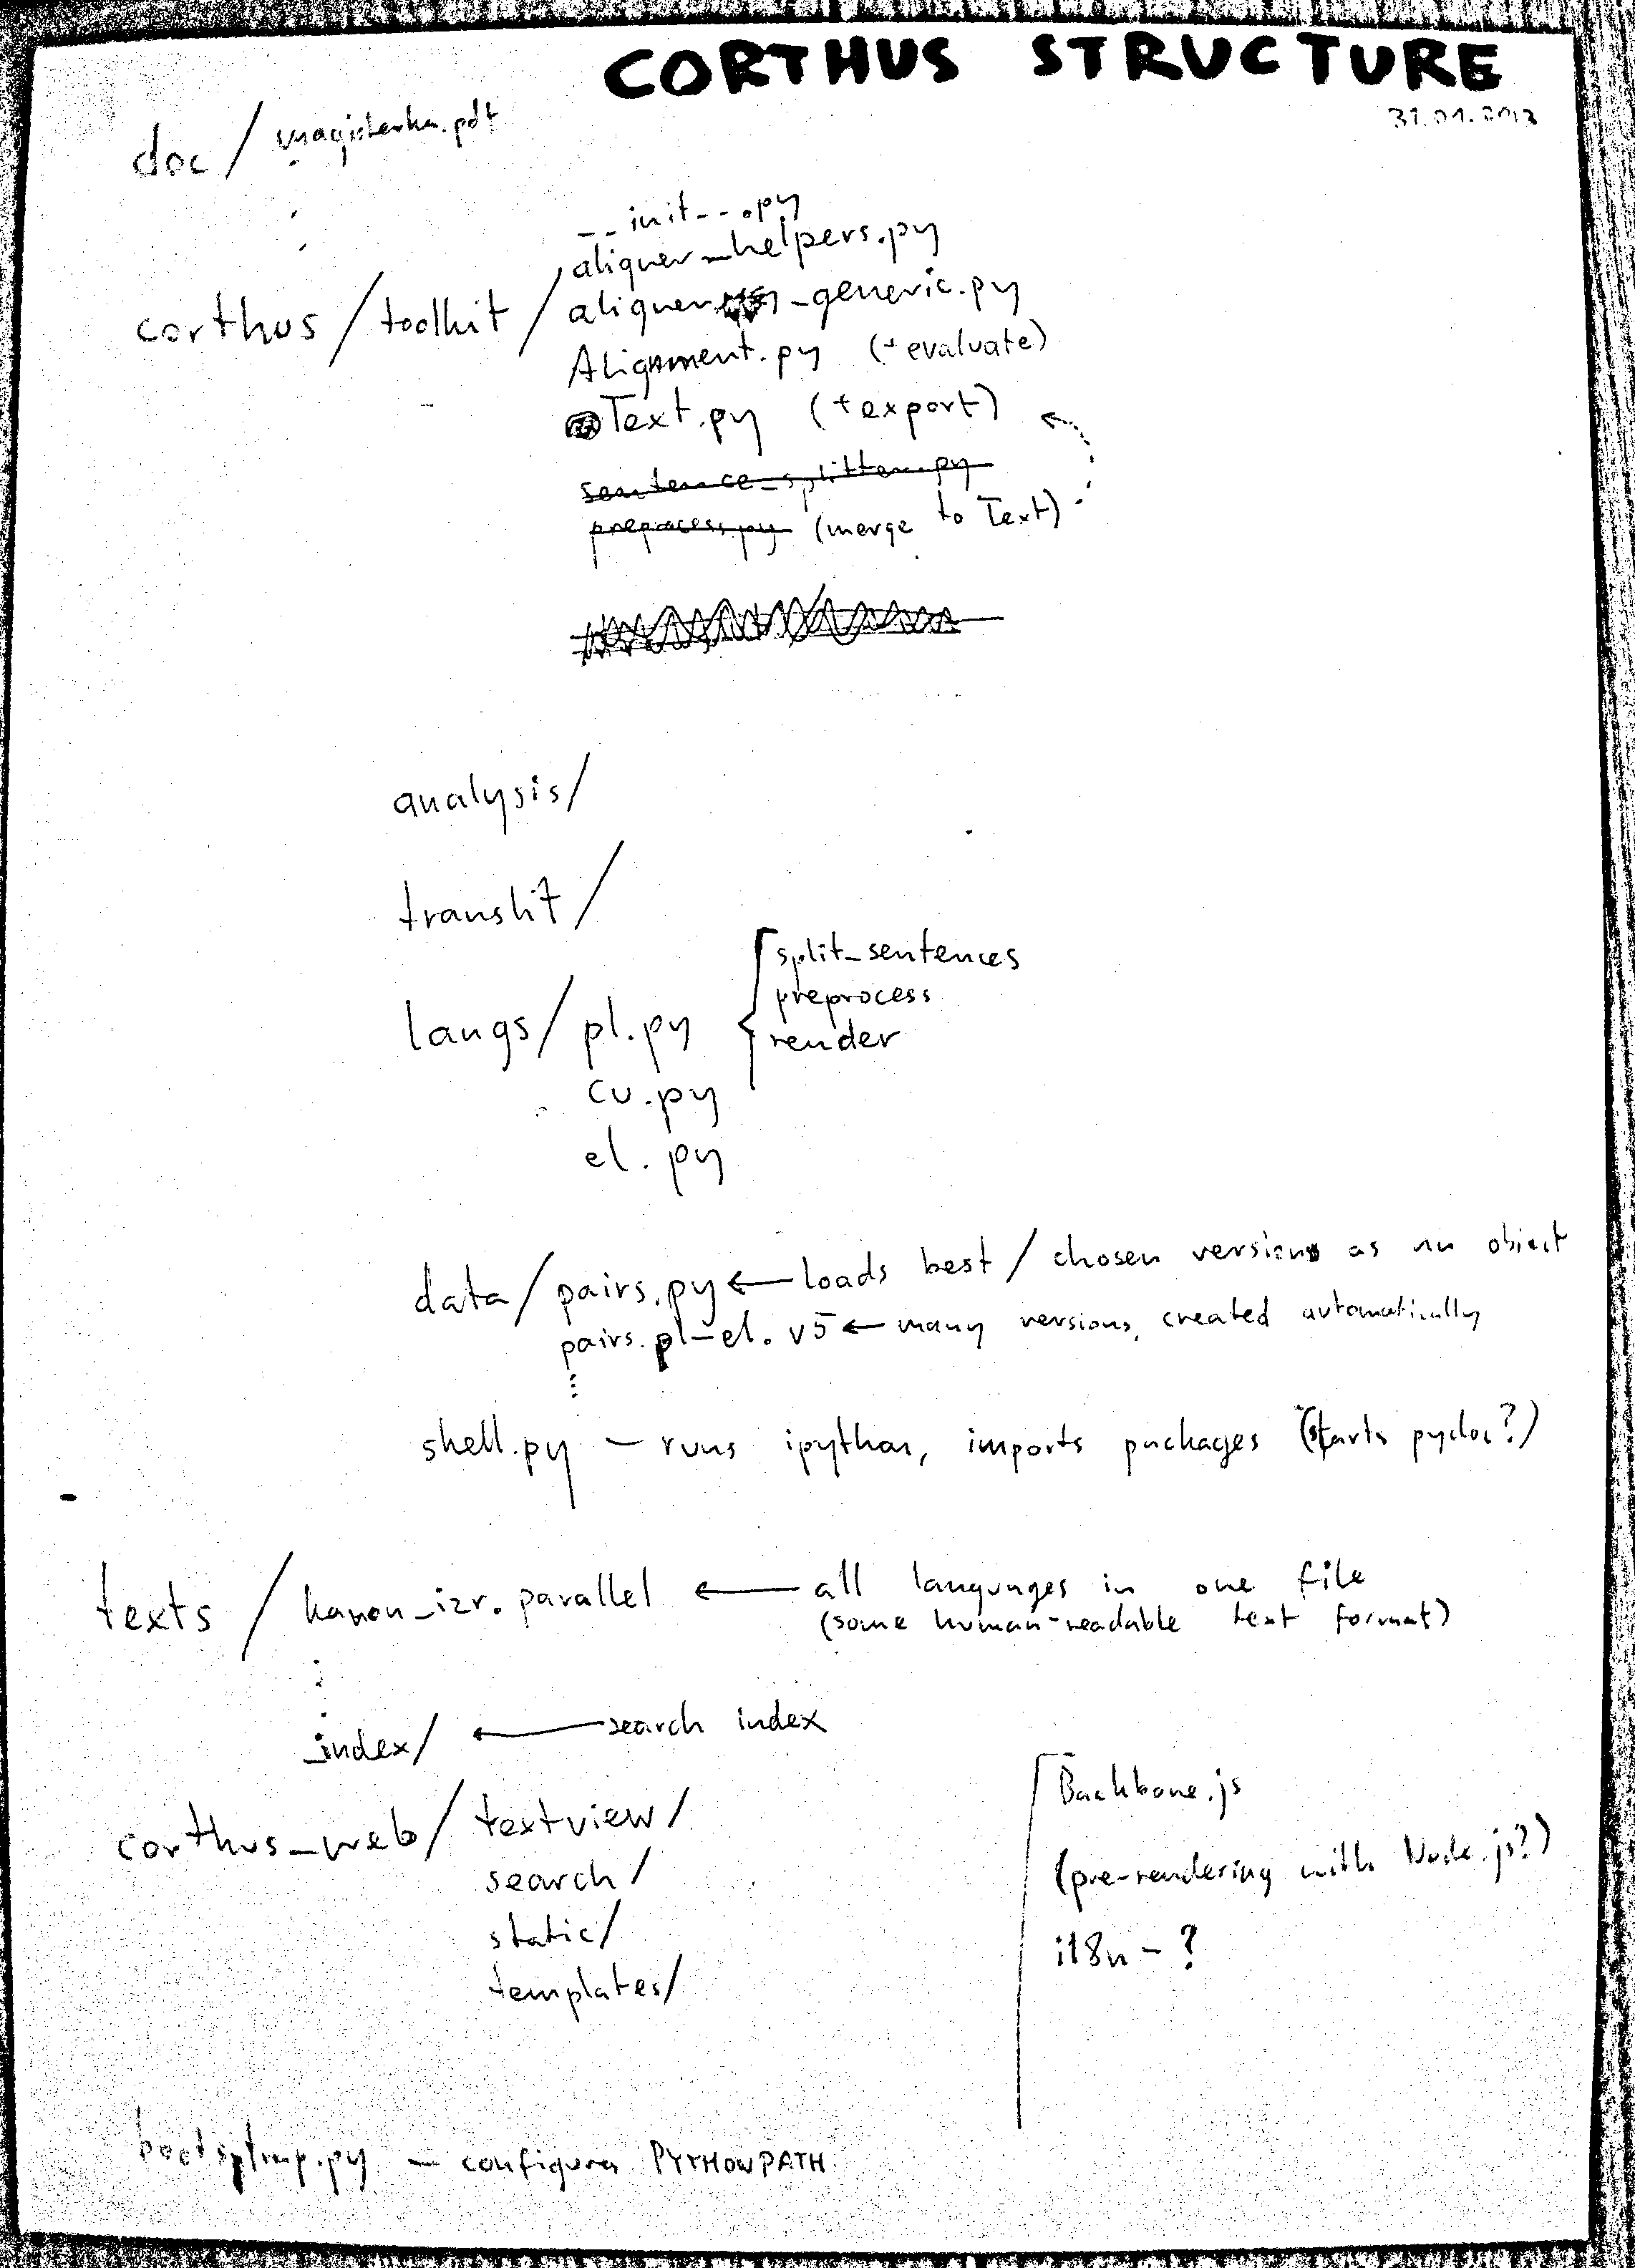 CORTHUS STRUCTURE
31.01.2013
doc / magisterka.pdf
__init__.py
aligner_helpers.py
corthus / toolkit / aligner _generic.py
Alignment.py (+evaluate)
Text.py (+export)
sentence_splitter.py
preprocess.py (merge to Text)
analysis/
translit/
split_sentences
preprocess
langs/ pl.py render
cu.py
el.py
data/ pairs.py ← loads best / chosen versions as an object
pairs.pl-el.v5 ← many versions, created automatically
⋮
shell.py – runs ipython, imports packages (starts pydoc?)
texts / kanon_izr.parallel ← all languages in one file
(some human-readable text format)
⋮
_index/ ← search index
Backbone.js
corthus_web/ textview/
(pre-rendering with Node.js?)
search/
static/
i18n - ?
templates/
– configures PYTHONPATH